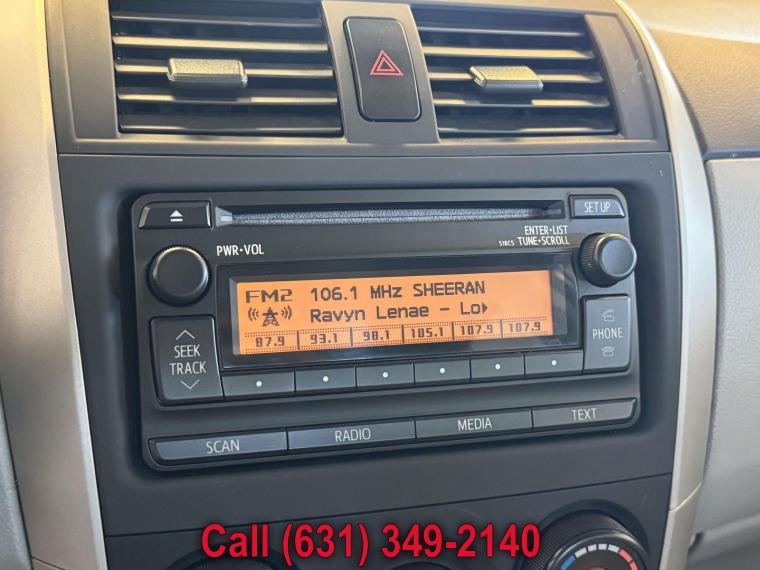 SET UP
ENTER•LIST
51BC5 TUNE•SCROLL
PWR•VOL
FM2 106.1 MHz SHEERAN
Ravyn Lenae - Lo
87.9 93.1 98.1 105.1 107.9 107.9
SEEK
TRACK
PHONE
SCAN RADIO MEDIA TEXT
Call (631) 349-2140